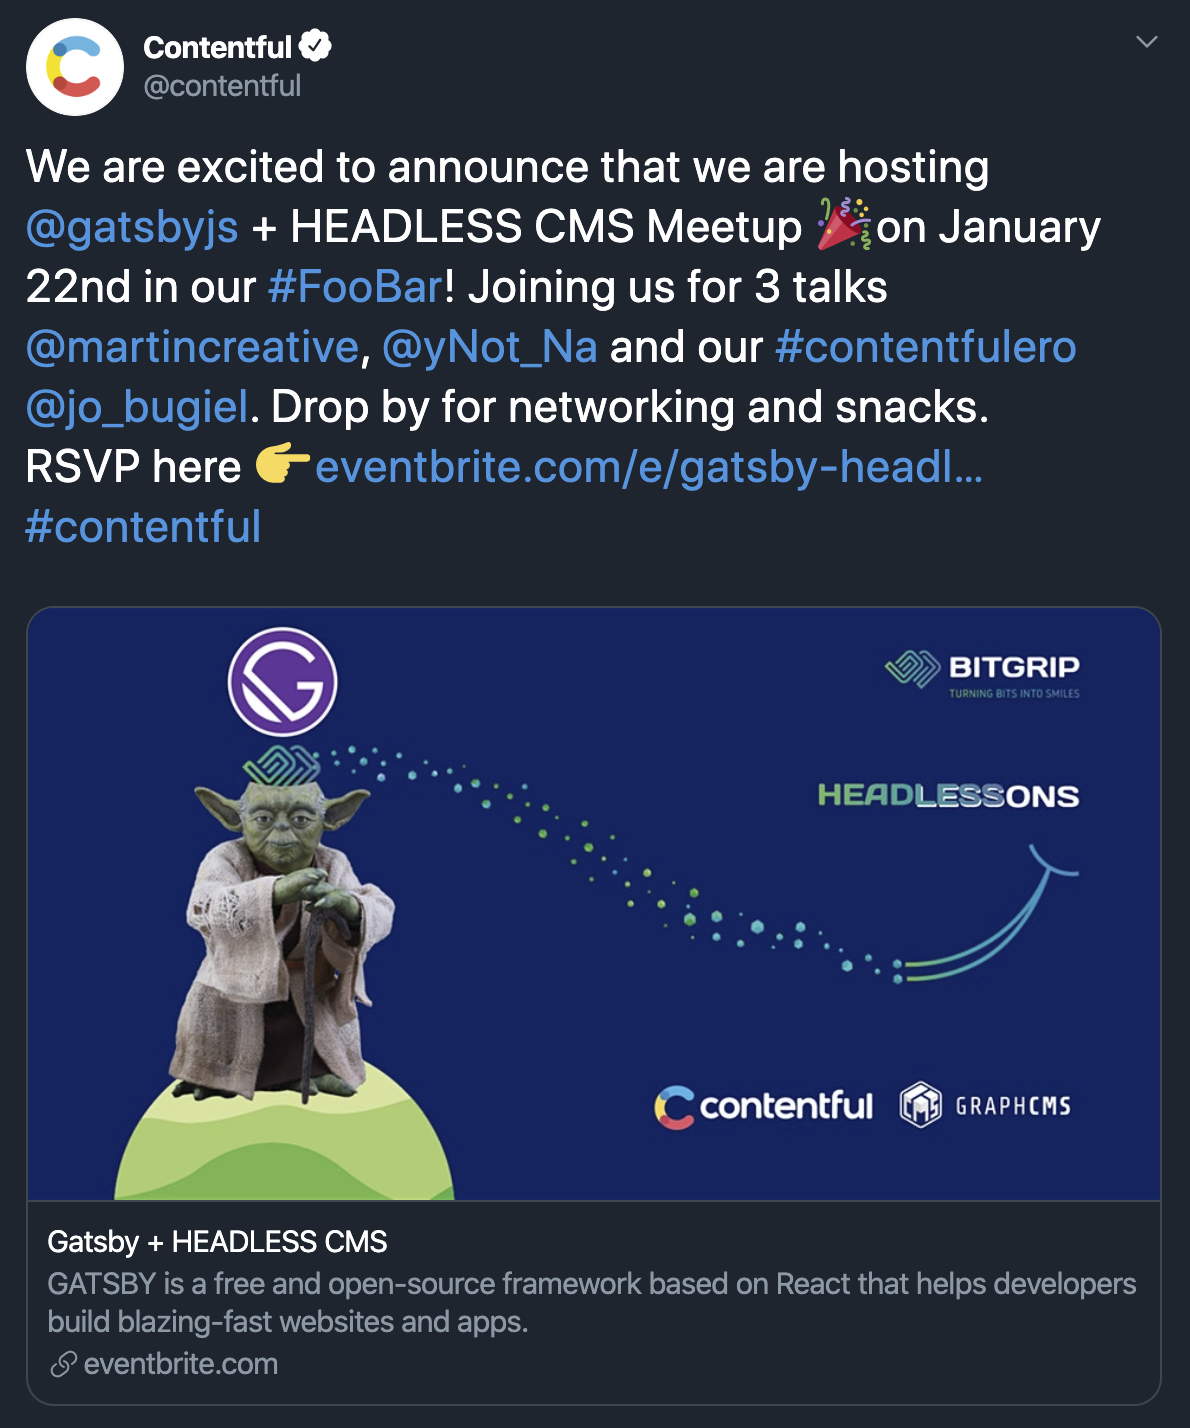 Contentful
@contentful
We are excited to announce that we are hosting
@gatsbyjs + HEADLESS CMS Meetup 🎉 on January
22nd in our #FooBar! Joining us for 3 talks
@martincreative, @yNot_Na and our #contentfulero
@jo_bugiel. Drop by for networking and snacks.
RSVP here 👉 eventbrite.com/e/gatsby-headl…
#contentful
BITGRIP
TURNING BITS INTO SMILES
HEADLESSONS
contentful GRAPHCMS
Gatsby + HEADLESS CMS
GATSBY is a free and open-source framework based on React that helps developers
build blazing-fast websites and apps.
eventbrite.com